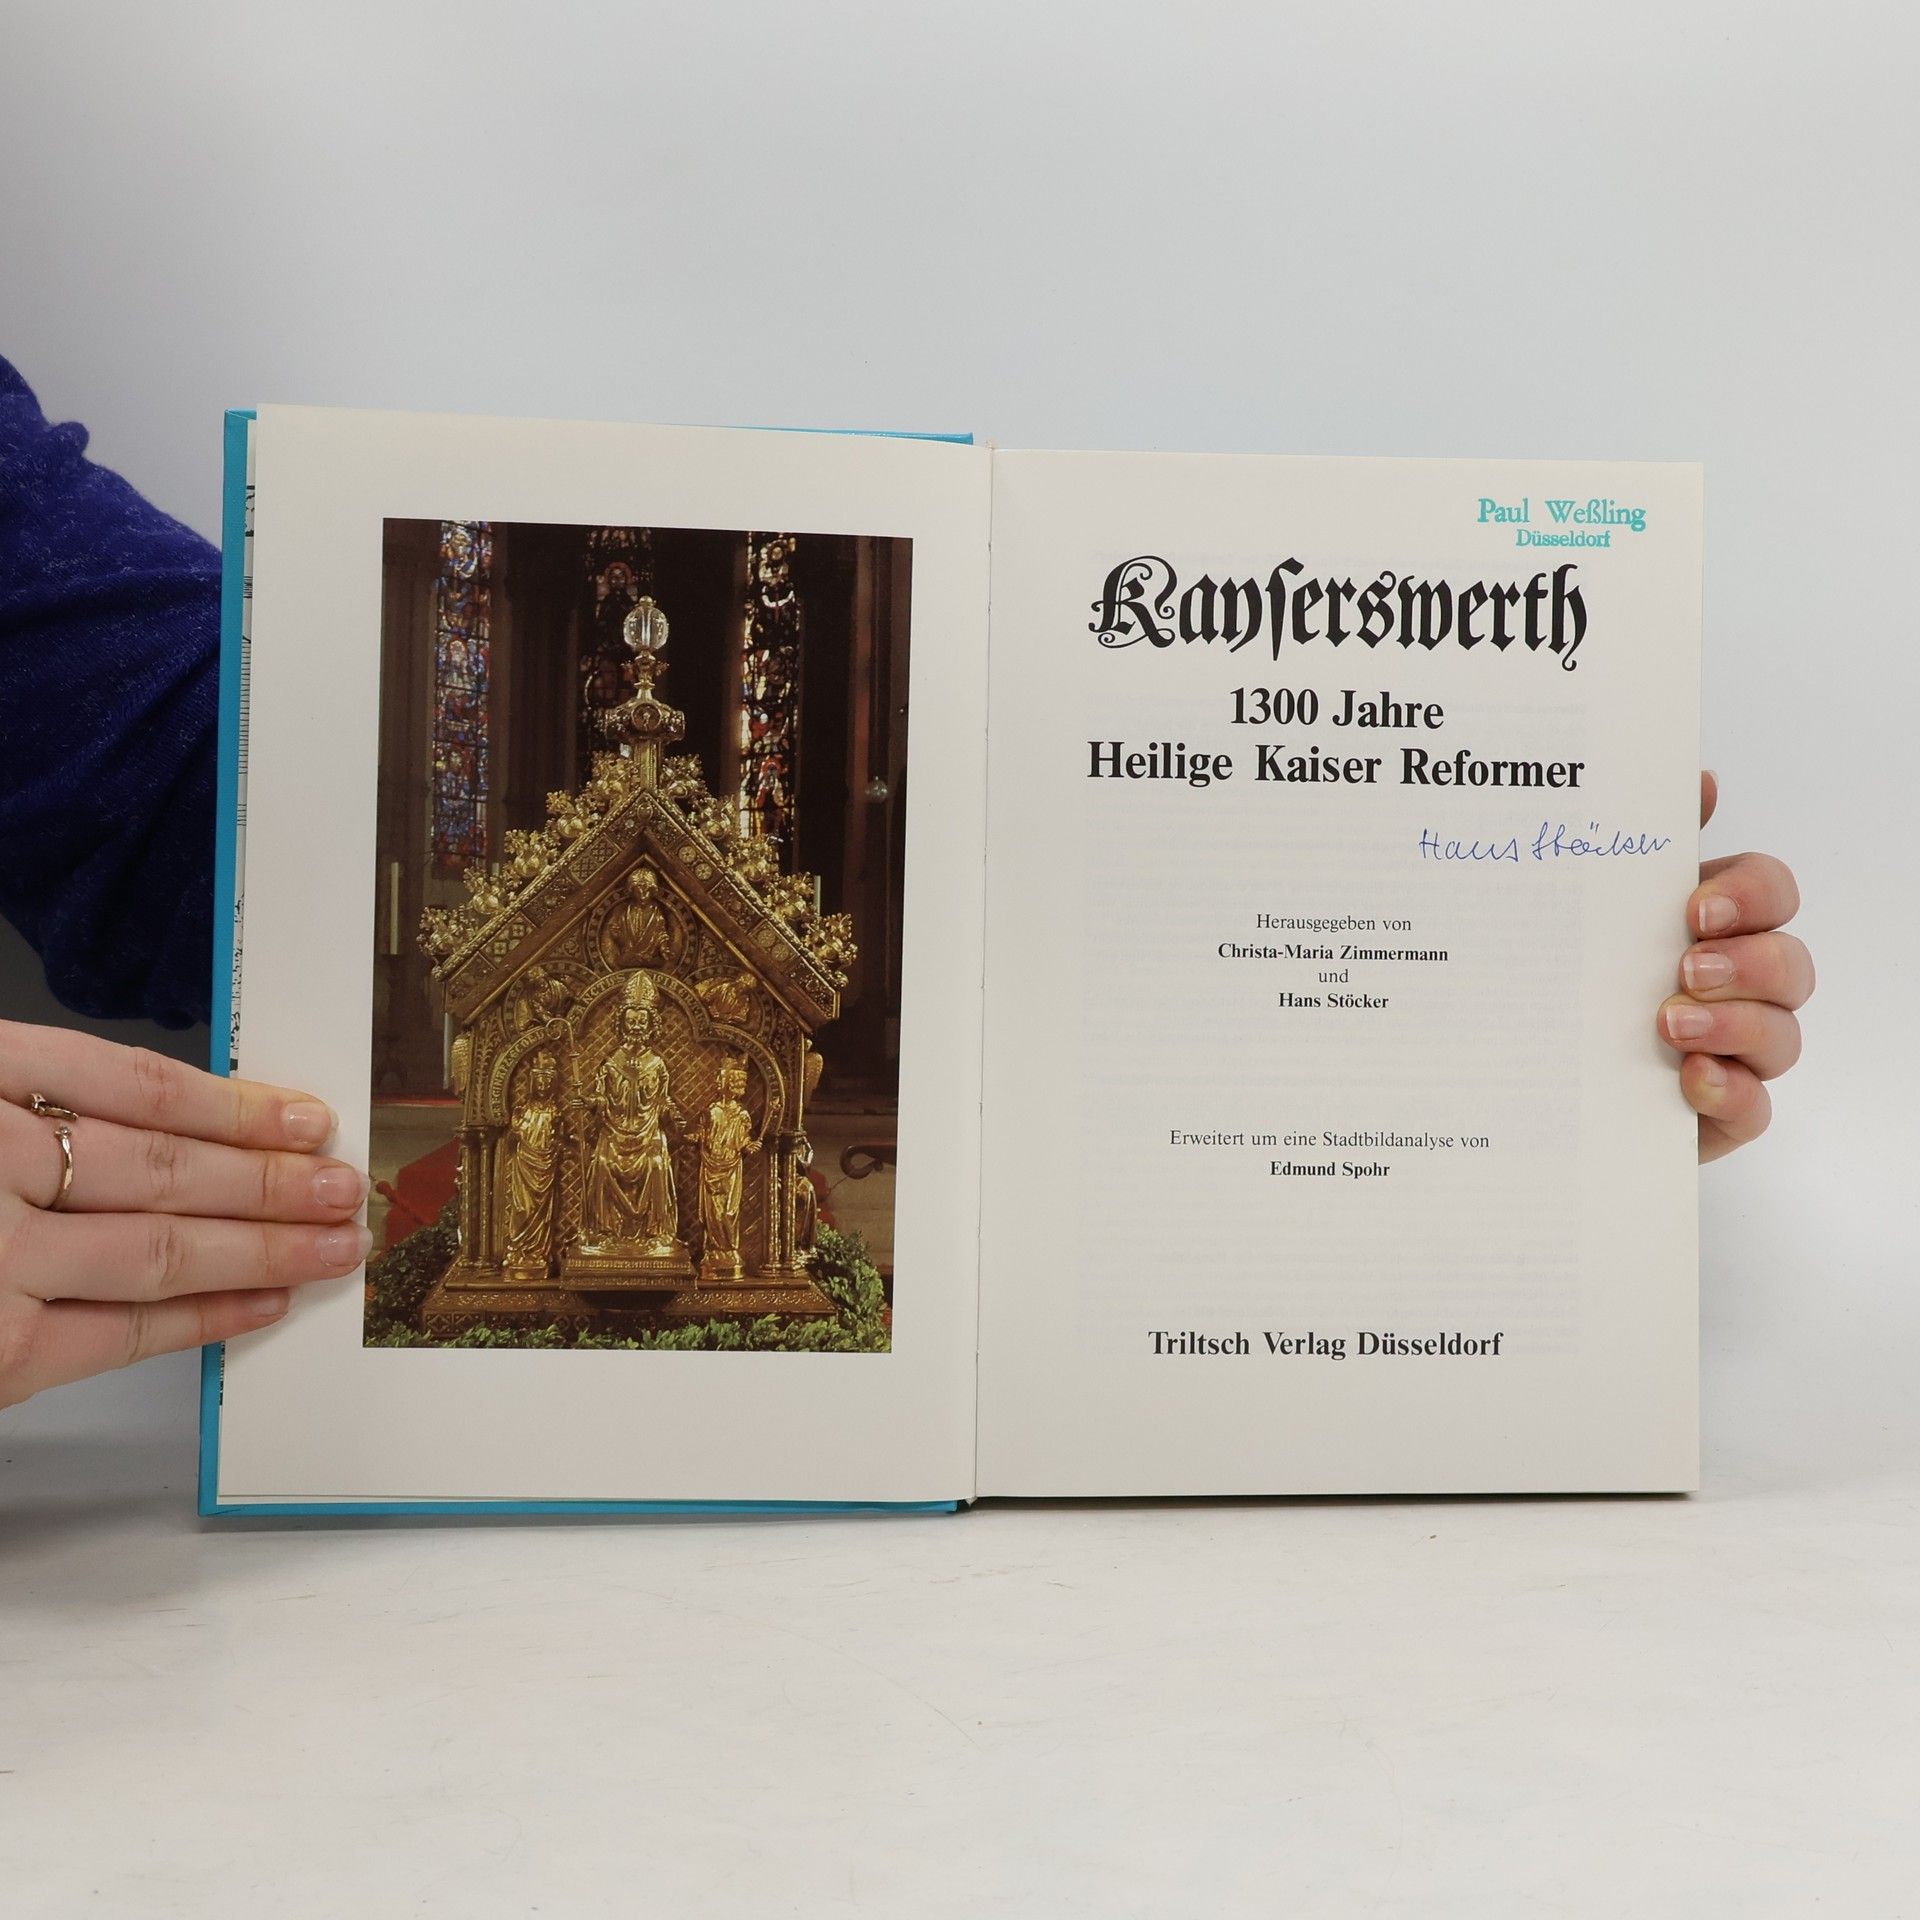 Paul Weßling
Düsseldorf
Kayserswerth
1300 Jahre
Heilige Kaiser Reformer
Hans Stöcker
Herausgegeben von
Christa-Maria Zimmermann
und
Hans Stöcker
Erweitert um eine Stadtbildanalyse von
Edmund Spohr
Triltsch Verlag Düsseldorf